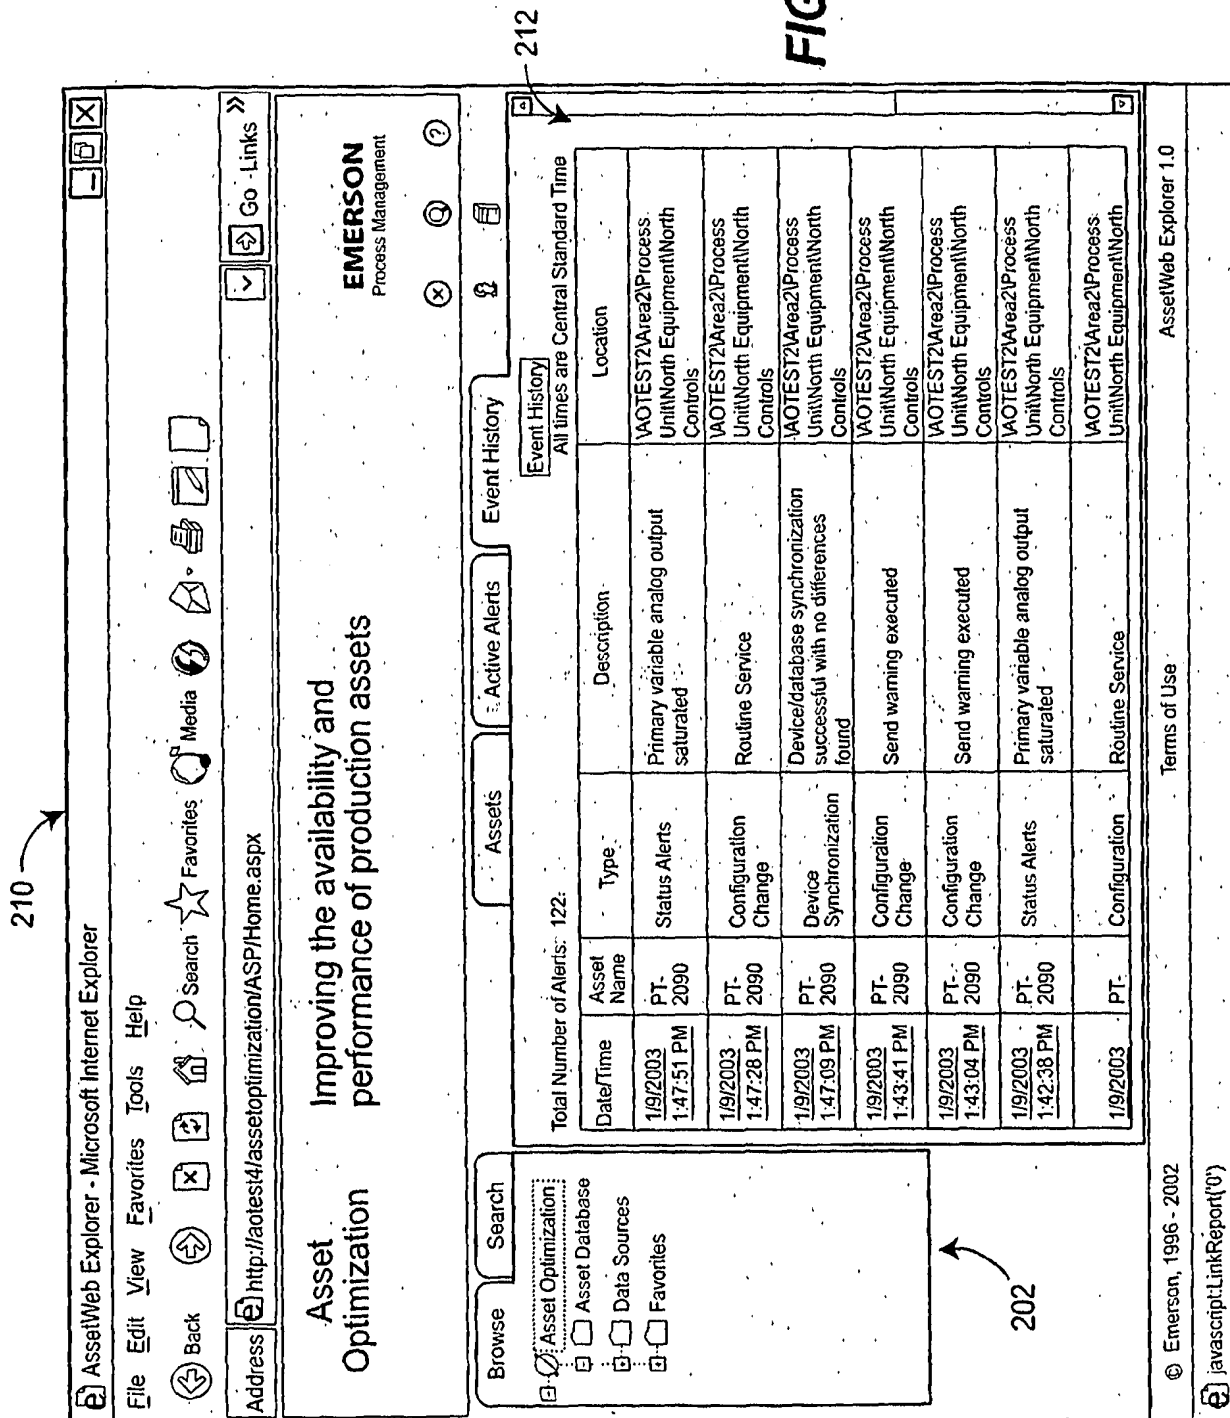 210
AssetWeb Explorer - Microsoft Internet Explorer
File Edit View Favorites Tools Help
Back Search Favorites Media
Address http://aotest4/assetoptimization/ASP/Home.aspx Go Links »
Asset
Optimization
Improving the availability and
performance of production assets
EMERSON
Process Management
Browse Search
Asset Optimization
Asset Database
Data Sources
Favorites
202
Assets Active Alerts Event History
212
Event History
Total Number of Alerts: 122 All times are Central Standard Time
Date/Time Asset Name Type Description Location
1/9/2003 1:47:51 PM PT-2090 Status Alerts Primary variable analog output saturated \AOTEST2\Area2\Process Unit\North Equipment\North Controls
1/9/2003 1:47:28 PM PT-2090 Configuration Change Routine Service \AOTEST2\Area2\Process Unit\North Equipment\North Controls
1/9/2003 1:47:09 PM PT-2090 Device Synchronization Device/database synchronization successful with no differences found \AOTEST2\Area2\Process Unit\North Equipment\North Controls
1/9/2003 1:43:41 PM PT-2090 Configuration Change Send warning executed \AOTEST2\Area2\Process Unit\North Equipment\North Controls
1/9/2003 1:43:04 PM PT-2090 Configuration Change Send warning executed \AOTEST2\Area2\Process Unit\North Equipment\North Controls
1/9/2003 1:42:38 PM PT-2090 Status Alerts Primary variable analog output saturated \AOTEST2\Area2\Process Unit\North Equipment\North Controls
1/9/2003 PT- Configuration Routine Service \AOTEST2\Area2\Process Unit\North Equipment\North
© Emerson, 1996 - 2002 Terms of Use AssetWeb Explorer 1.0
javascript:LinkReport('0')
FIG